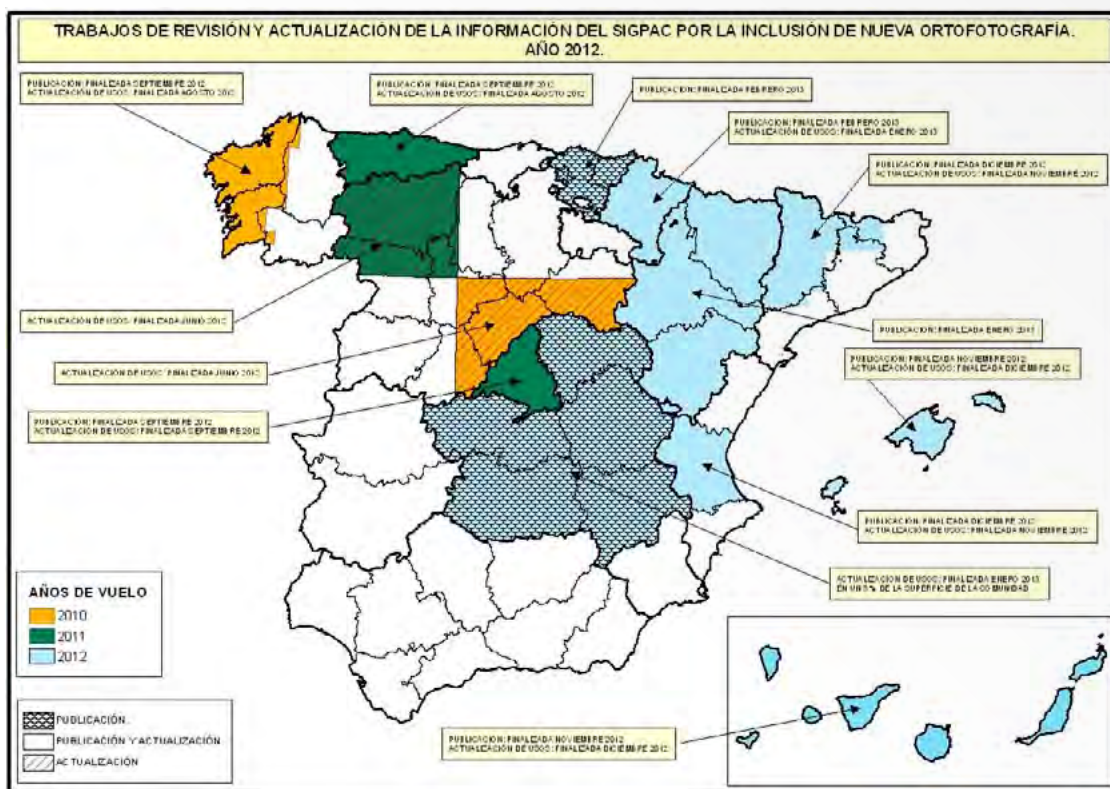 TRABAJOS DE REVISIÓN Y ACTUALIZACIÓN DE LA INFORMACIÓN DEL SIGPAC POR LA INCLUSIÓN DE NUEVA ORTOFOTOGRAFÍA.
AÑO 2012.
PUBLICACIÓN: FINALIZADA SEPTIEMBRE 2012
ACTUALIZACIÓN DE USOS: FINALIZADA AGOSTO 2012
PUBLICACIÓN: FINALIZADA SEPTIEMBRE 2012
ACTUALIZACIÓN DE USOS: FINALIZADA AGOSTO 2012
PUBLICACIÓN: FINALIZADA FEBRERO 2013
PUBLICACIÓN: FINALIZADA FEBRERO 2013
ACTUALIZACIÓN DE USOS: FINALIZADA ENERO 2013
PUBLICACIÓN: FINALIZADA DICIEMBRE 2012
ACTUALIZACIÓN DE USOS: FINALIZADA NOVIEMBRE 2012
ACTUALIZACIÓN DE USOS: FINALIZADA JUNIO 2012
PUBLICACIÓN: FINALIZADA ENERO
PUBLICACIÓN: FINALIZADA NOVIEMBRE 2012
ACTUALIZACIÓN DE USOS: FINALIZADA DICIEMBRE 2012
ACTUALIZACIÓN DE USOS: FINALIZADA JUNIO 2012
PUBLICACIÓN: FINALIZADA SEPTIEMBRE 2012
ACTUALIZACIÓN DE USOS: FINALIZADA SEPTIEMBRE 2012
PUBLICACIÓN: FINALIZADA DICIEMBRE 2012
ACTUALIZACIÓN DE USOS: FINALIZADA NOVIEMBRE 2012
ACTUALIZACIÓN DE USOS: FINALIZADA ENERO 2013
EN UN 5% DE LA SUPERFICIE DE LA COMUNIDAD
AÑOS DE VUELO
2010
2011
2012
PUBLICACIÓN
PUBLICACIÓN Y ACTUALIZACIÓN
ACTUALIZACIÓN
PUBLICACIÓN: FINALIZADA NOVIEMBRE 2012
ACTUALIZACIÓN DE USOS: FINALIZADA DICIEMBRE 2012